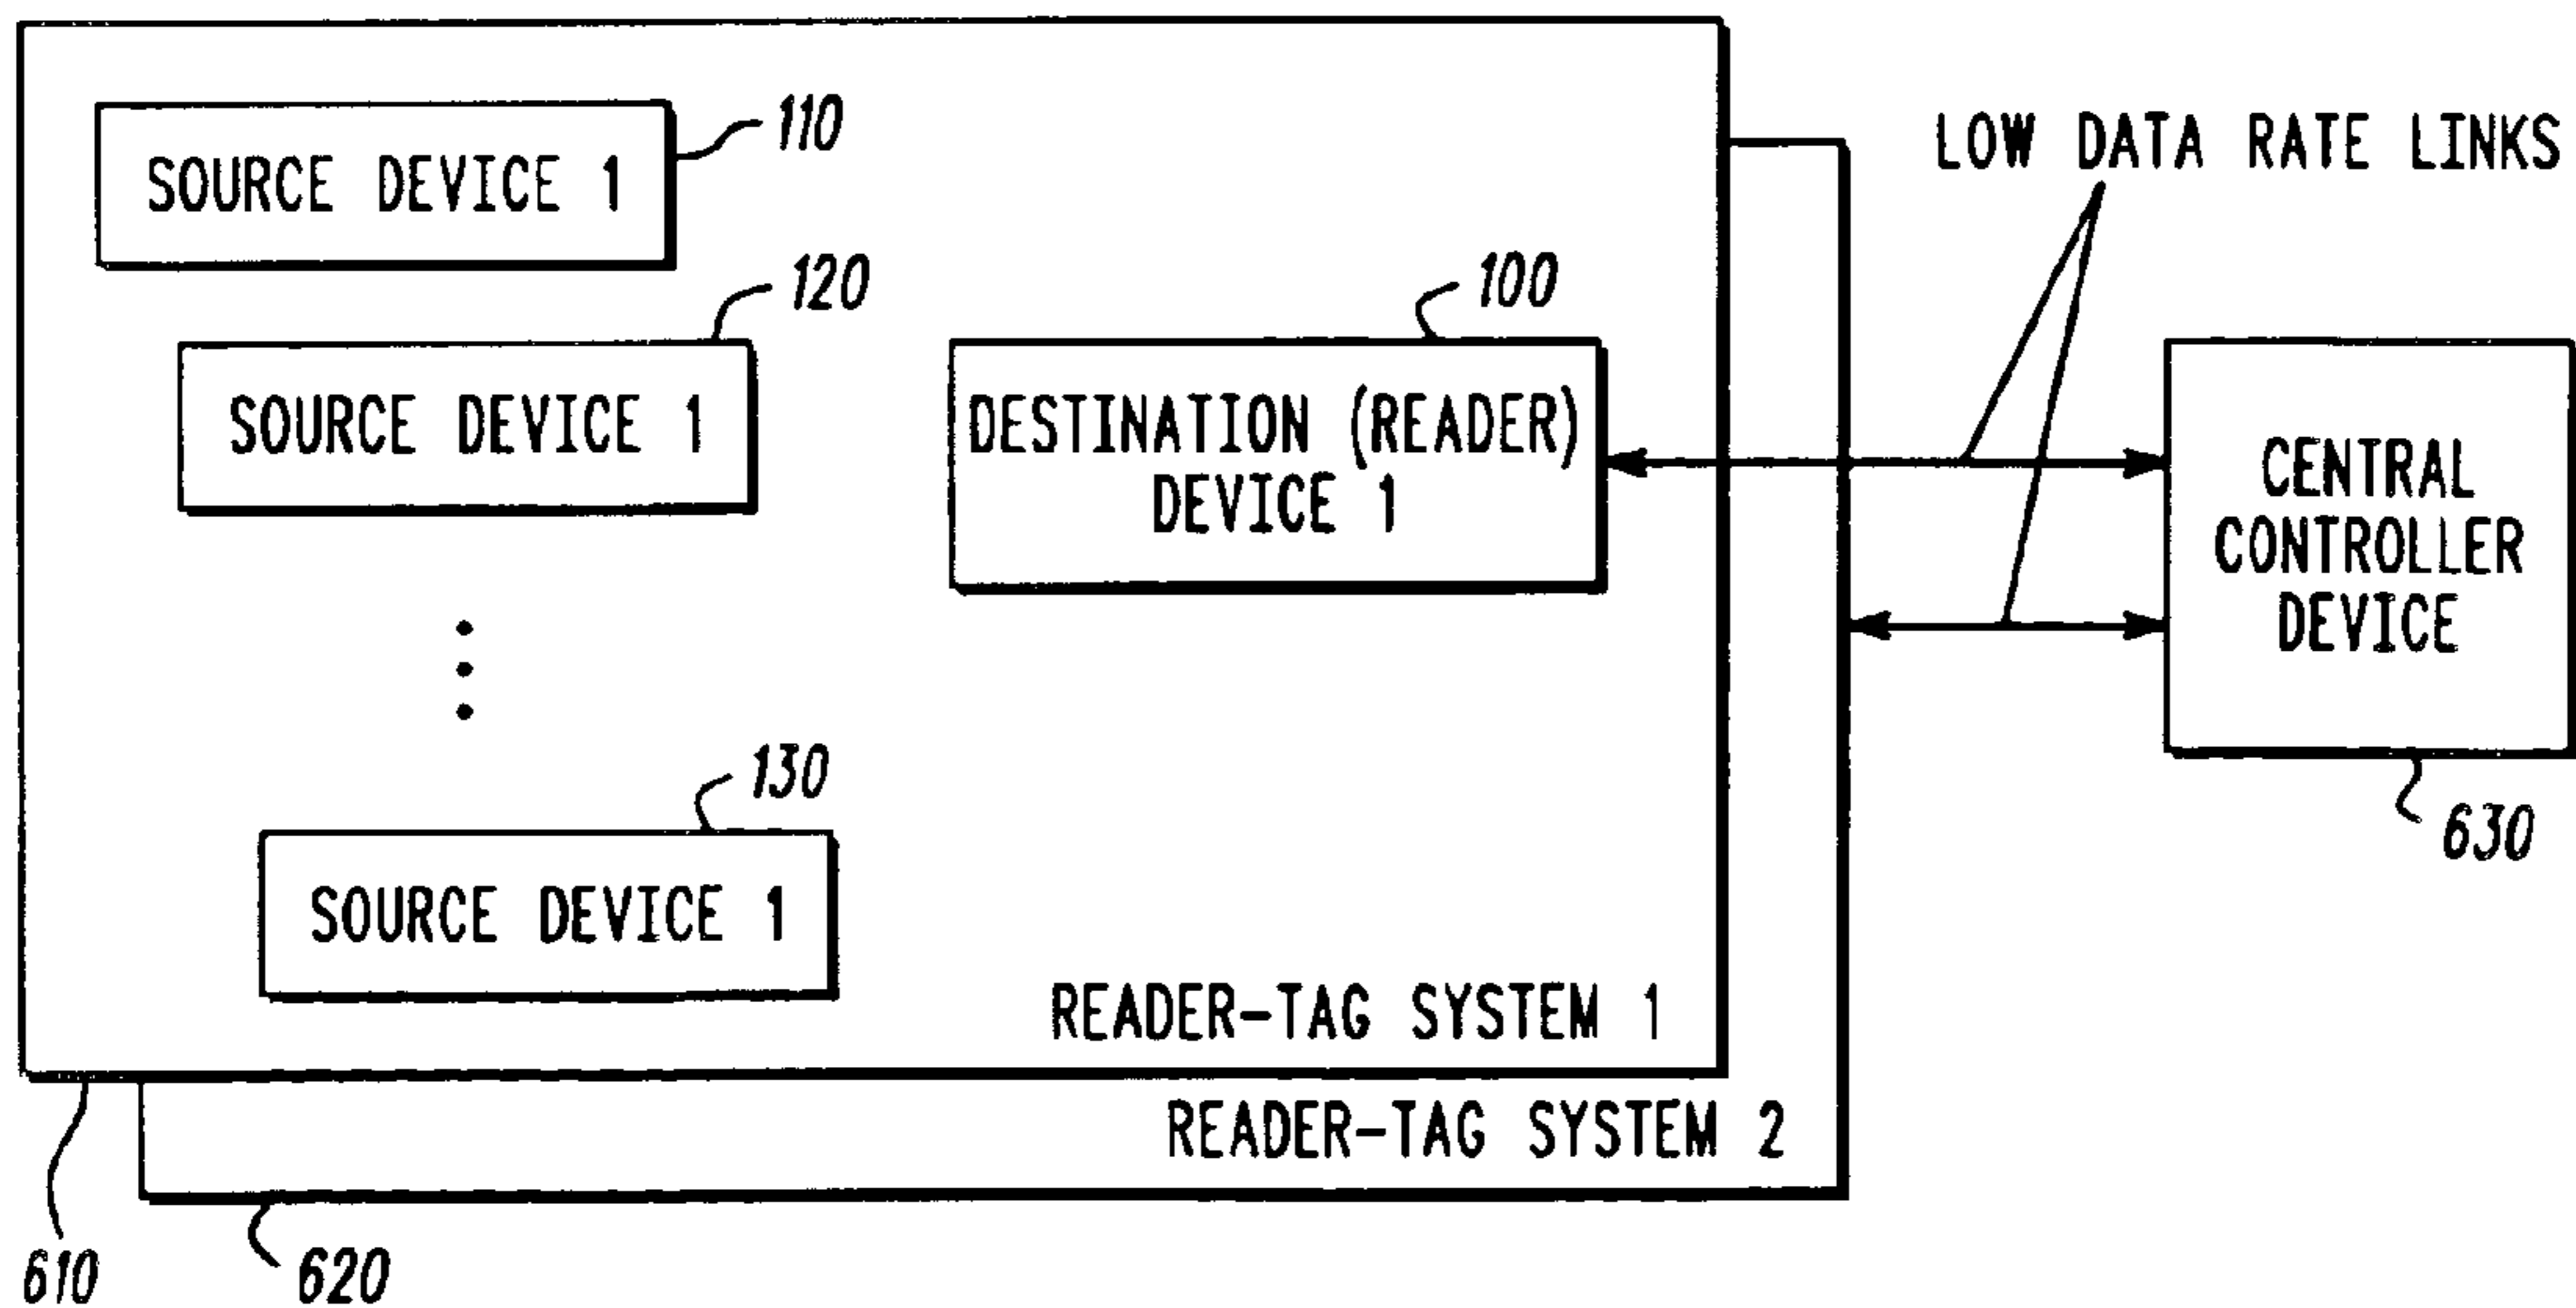 110
LOW DATA RATE LINKS
SOURCE DEVICE 1
120
100
SOURCE DEVICE 1
DESTINATION (READER)
DEVICE 1
CENTRAL
CONTROLLER
DEVICE
130
630
SOURCE DEVICE 1
READER-TAG SYSTEM 1
READER-TAG SYSTEM 2
610
620